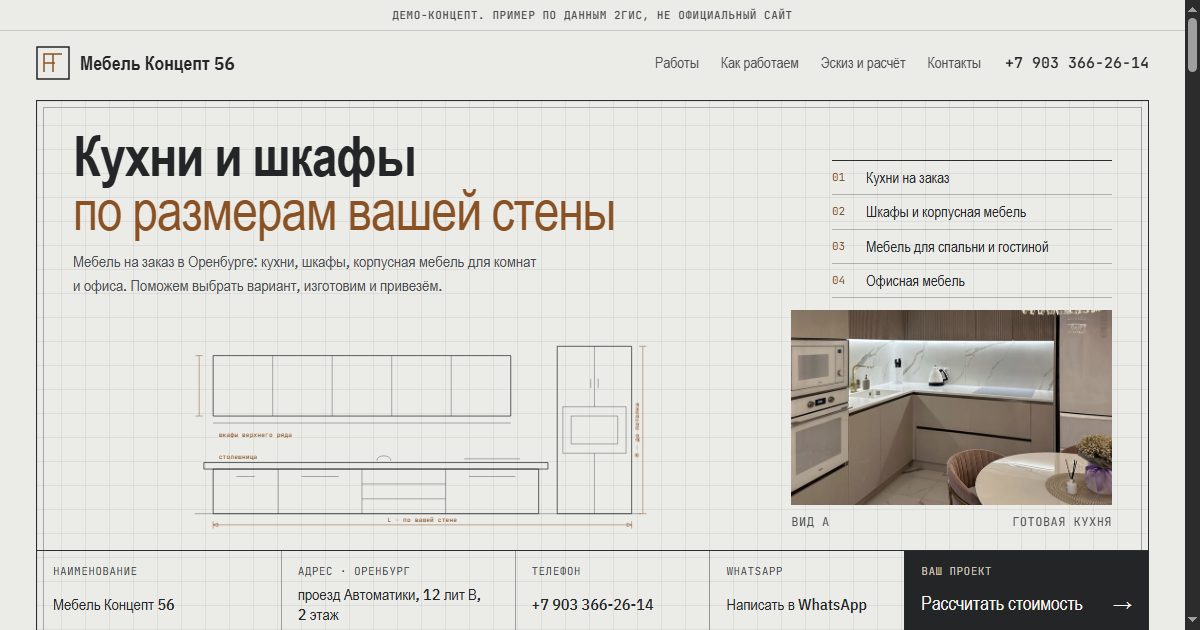 ДЕМО-КОНЦЕПТ. ПРИМЕР ПО ДАННЫМ 2ГИС, НЕ ОФИЦИАЛЬНЫЙ САЙТ
Мебель Концепт 56
Работы Как работаем Эскиз и расчёт Контакты +7 903 366-26-14
Кухни и шкафы
по размерам вашей стены
Мебель на заказ в Оренбурге: кухни, шкафы, корпусная мебель для комнат
и офиса. Поможем выбрать вариант, изготовим и привезём.
01 Кухни на заказ
02 Шкафы и корпусная мебель
03 Мебель для спальни и гостиной
04 Офисная мебель
шкафы верхнего ряда
столешница
L - по вашей стене
до потолка
ВИД А ГОТОВАЯ КУХНЯ
НАИМЕНОВАНИЕ
Мебель Концепт 56
АДРЕС · ОРЕНБУРГ
проезд Автоматики, 12 лит В,
2 этаж
ТЕЛЕФОН
+7 903 366-26-14
WHATSAPP
Написать в WhatsApp
ВАШ ПРОЕКТ
Рассчитать стоимость →